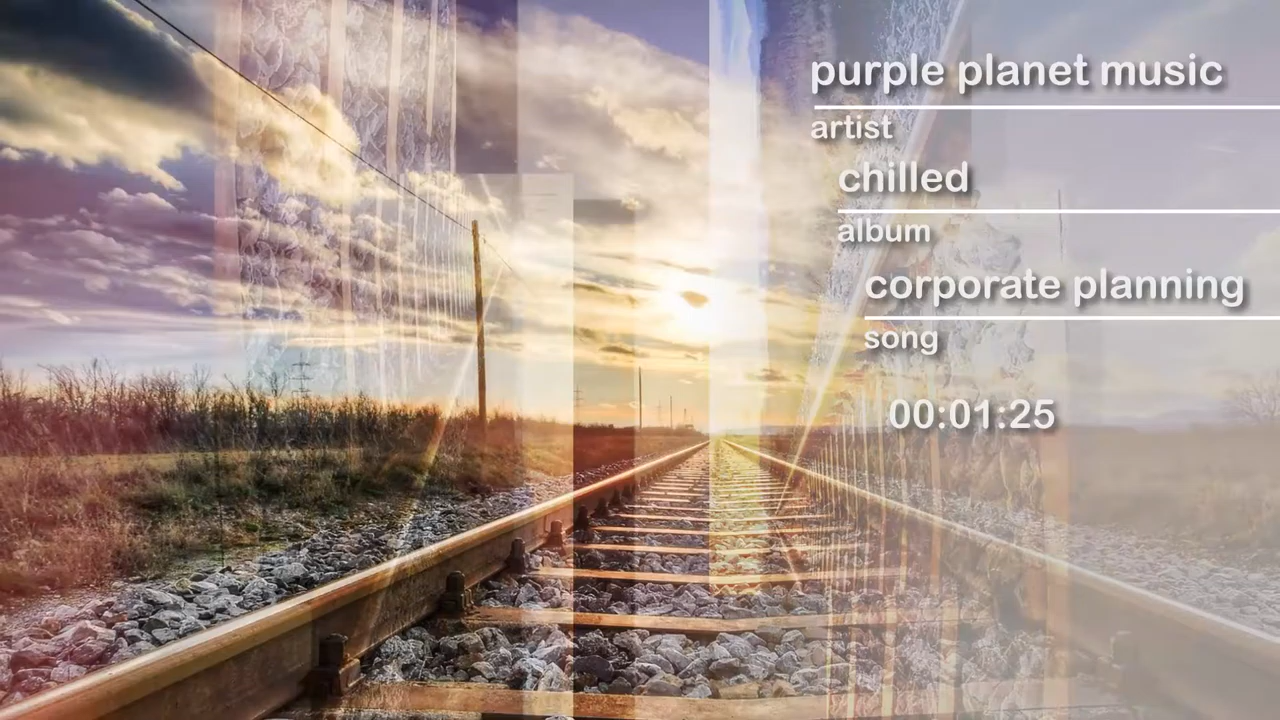 purple planet music
artist
chilled
album
corporate planning
song
00:01:25